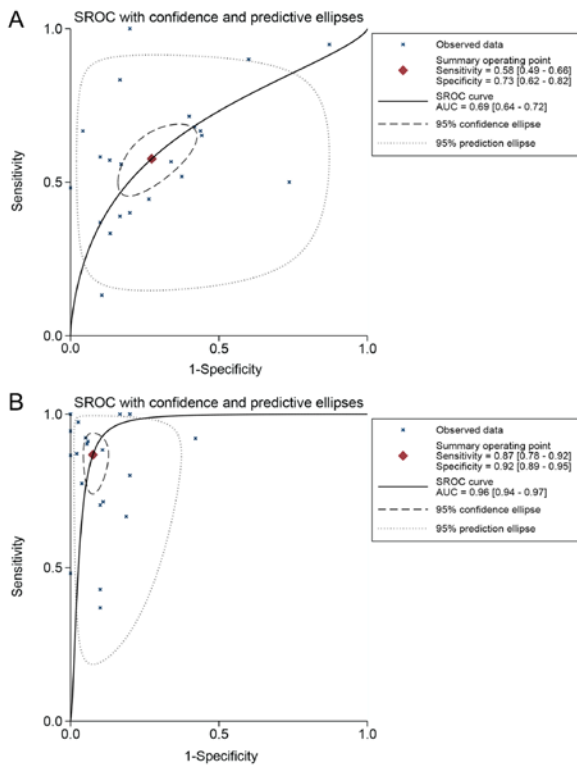 A
SROC with confidence and predictive ellipses
1.0
0.5
0.0
Sensitivity
0.0
0.6
1.0
1-Specificity
Observed data
Summary operating point
Sensitivity = 0.58 [0.49 - 0.66]
Specificity = 0.73 [0.62 - 0.82]
SROC curve
AUC = 0.69 [0.64 - 0.72]
95% confidence ellipse
95% prediction ellipse
B
SROC with confidence and predictive ellipses
1.0
0.5
0.0
Sensitivity
0.0
0.6
1.0
1-Specificity
Observed data
Summary operating point
Sensitivity = 0.87 [0.78 - 0.92]
Specificity = 0.92 [0.89 - 0.95]
SROC curve
AUC = 0.96 [0.94 - 0.97]
95% confidence ellipse
95% prediction ellipse